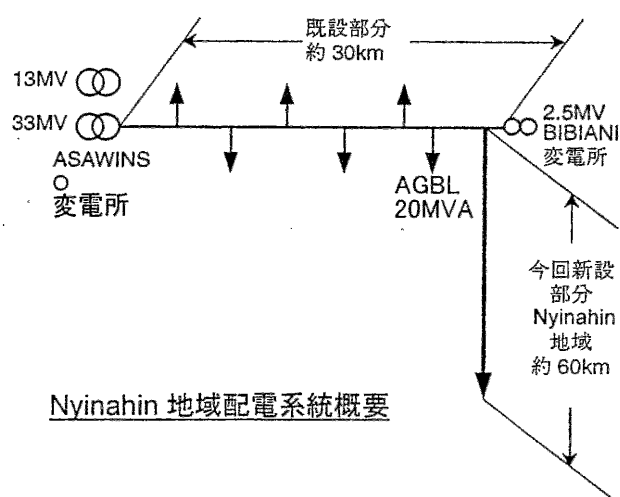 既設部分
約 30km
13MV
33MV
ASAWINS
O
変電所
2.5MV
BIBIANI
変電所
AGBL
20MVA
今回新設
部分
Nyinahin
地域
約 60km
Nyinahin 地域配電系統概要